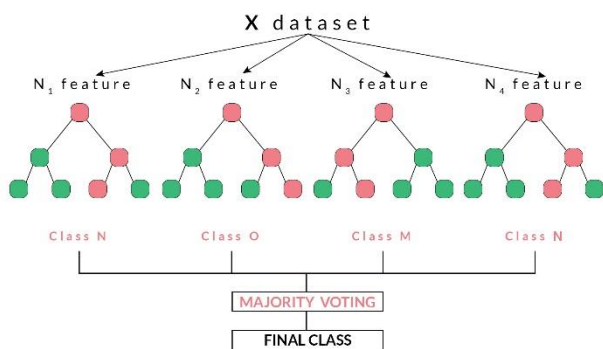 X dataset
N₁ feature N₂ feature N₃ feature N₄ feature
Class N Class O Class M Class N
MAJORITY VOTING
FINAL CLASS